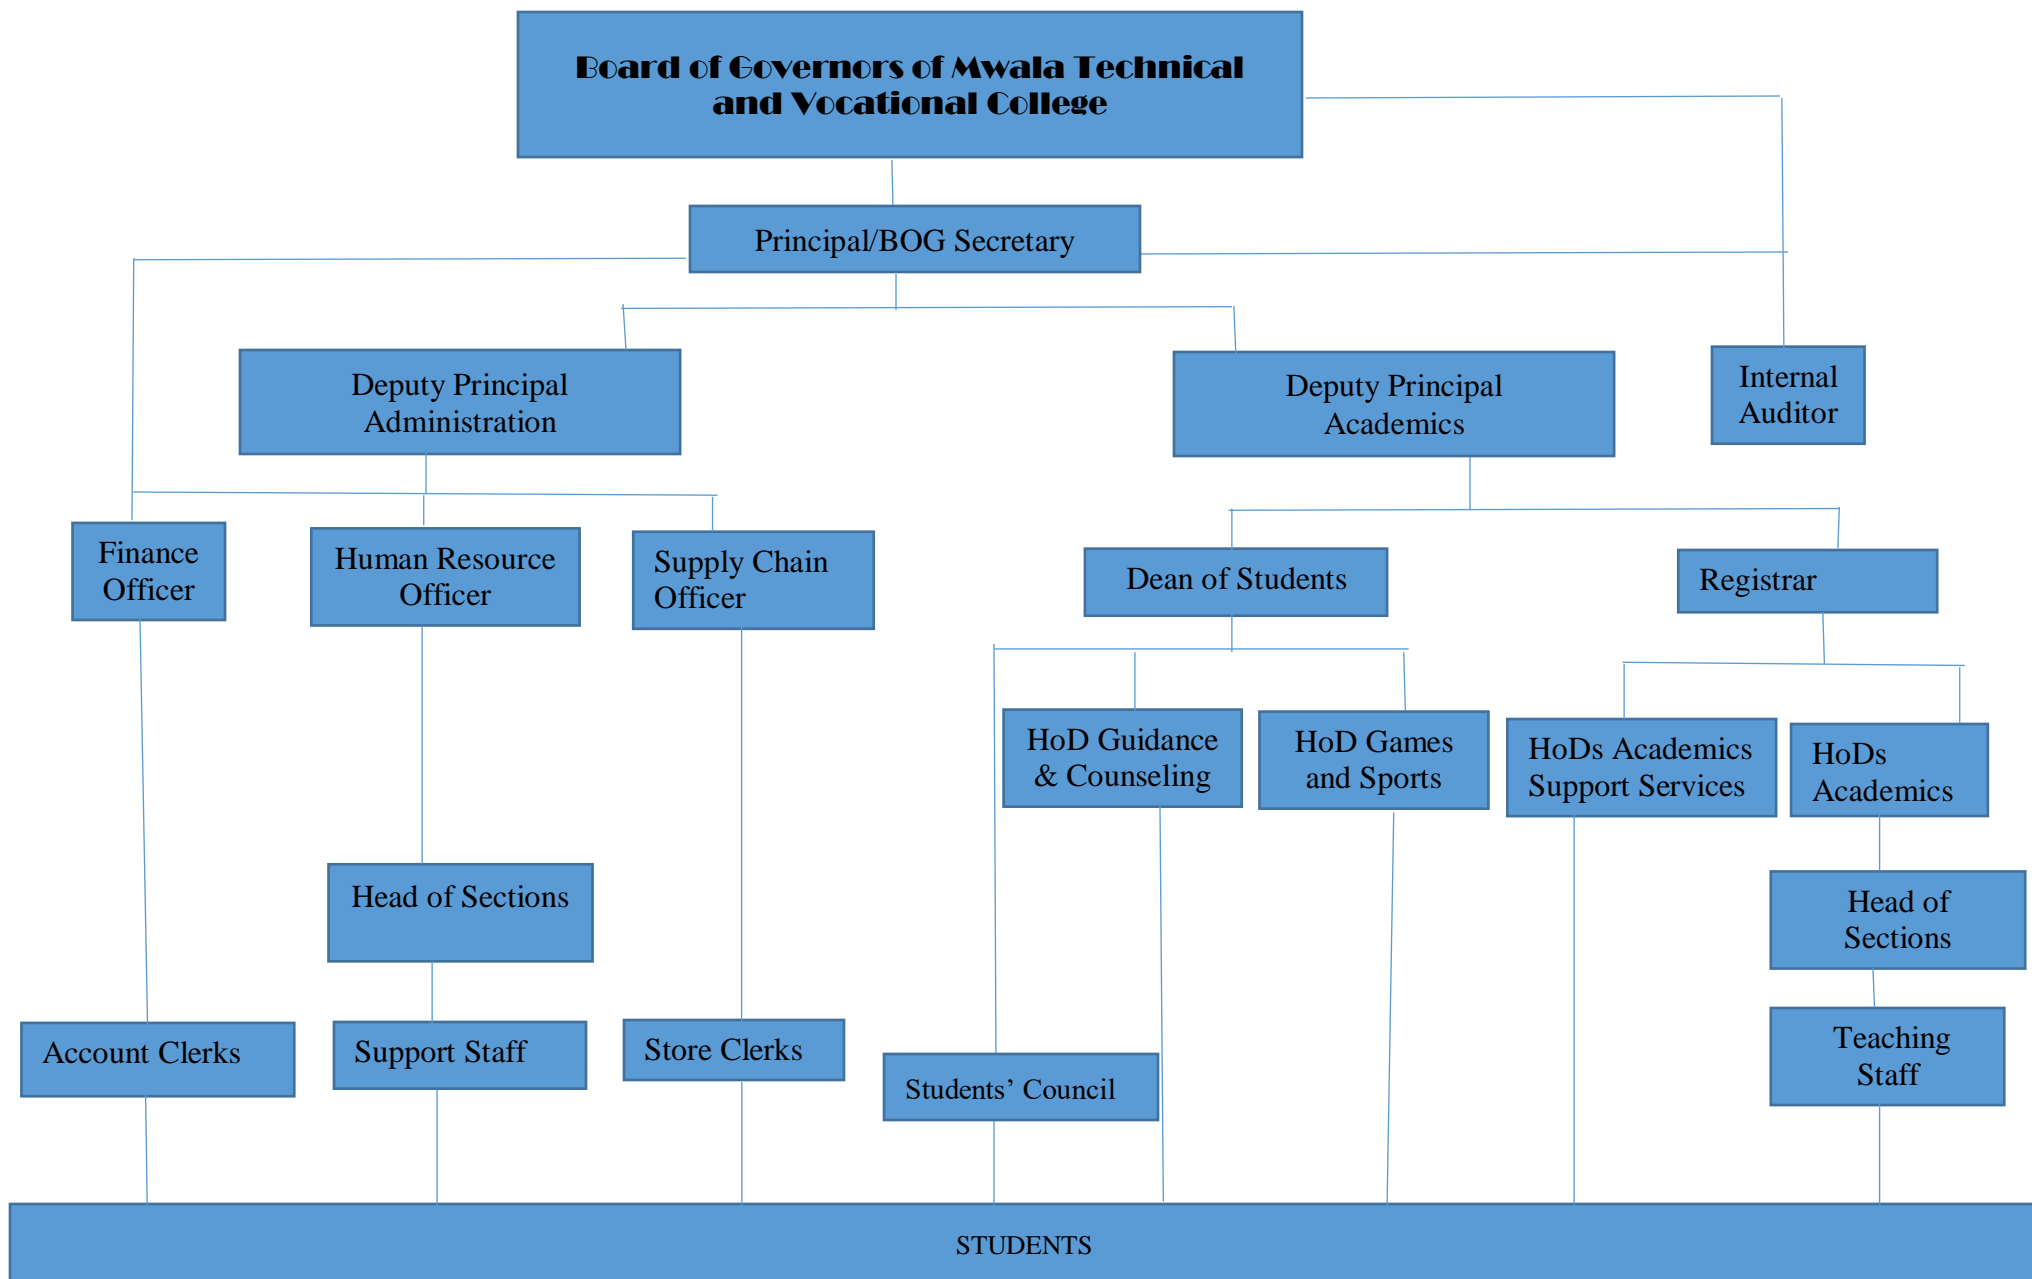 Board of Governors of Mwala Technical
and Vocational College
Principal/BOG Secretary
Deputy Principal
Administration
Deputy Principal
Academics
Internal
Auditor
Finance
Officer
Human Resource
Officer
Supply Chain
Officer
Dean of Students
Registrar
HoD Guidance
& Counseling
HoD Games
and Sports
HoDs Academics
Support Services
HoDs
Academics
Head of Sections
Head of
Sections
Account Clerks
Support Staff
Store Clerks
Students’ Council
Teaching
Staff
STUDENTS